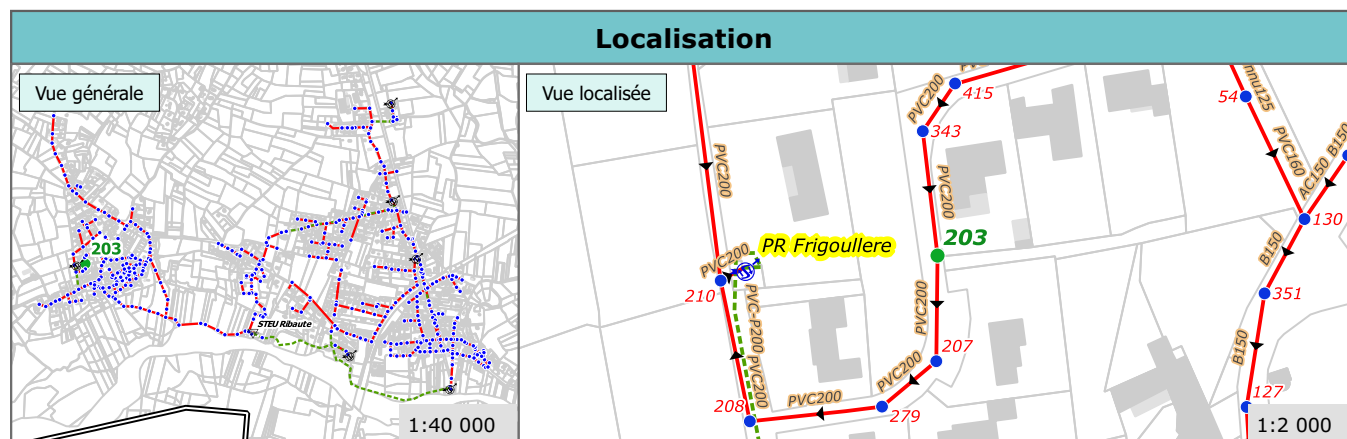 Localisation
Vue générale
203
STEU Ribaute
1:40 000
Vue localisée
415
PVC200
343
PVC200
PVC200
203
PR Frigoullere
PVC200
210
PVC-P200
PVC200
PVC200
207
PVC200
279
PVC200
208
54
nnu125
PVC160
AC150
B150
130
B150
351
B150
127
1:2 000